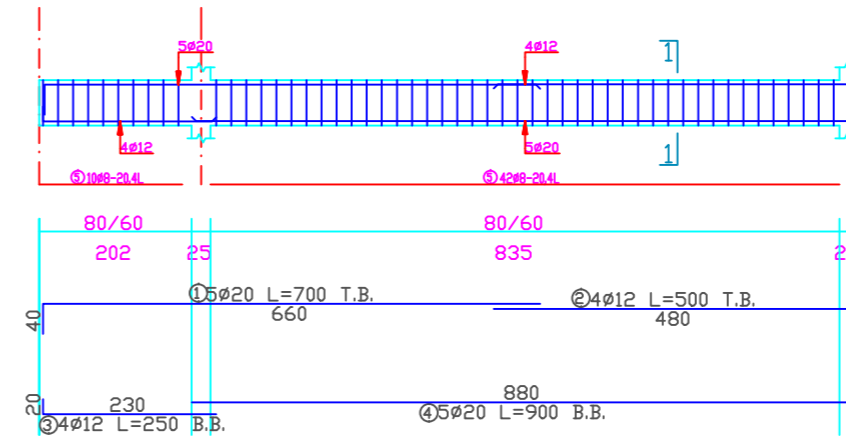 5ø20 4ø12 1
4ø12 5ø20 1
⑤10ø8-20,4L ⑤42ø8-20,4L
80/60 80/60
202 25 835 2
①5ø20 L=700 T.B. ②4ø12 L=500 T.B.
40 660 480
20 230 880
③4ø12 L=250 B.B. ④5ø20 L=900 B.B.